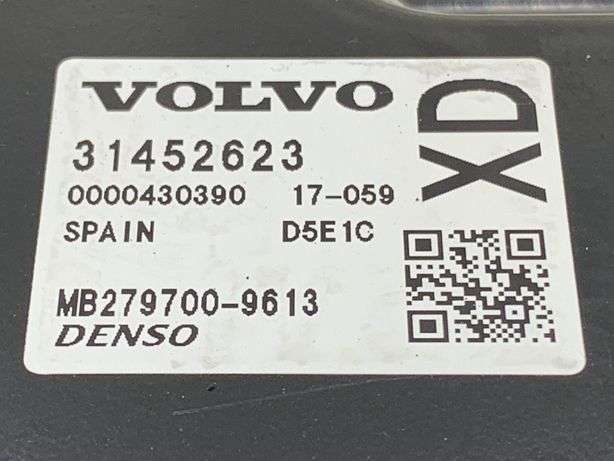 VOLVO
XD
31452623
0000430390 17-059
SPAIN D5E1C
MB279700-9613
DENSO